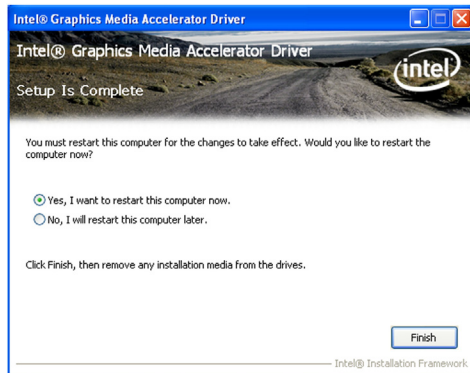 Intel® Graphics Media Accelerator Driver
Intel® Graphics Media Accelerator Driver
intel
Setup Is Complete
You must restart this computer for the changes to take effect. Would you like to restart the
computer now?
Yes, I want to restart this computer now.
No, I will restart this computer later.
Click Finish, then remove any installation media from the drives.
Finish
Intel® Installation Framework